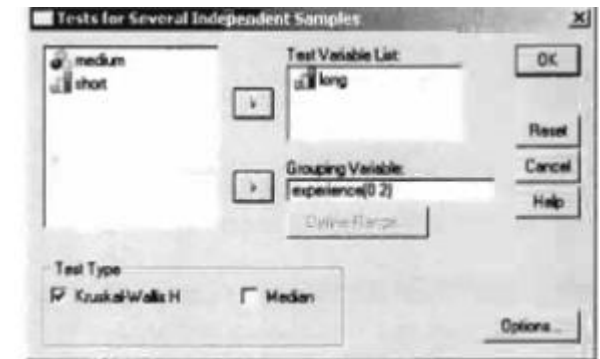 Tests for Several Independent Samples
medium
short
Test Variable List:
long
Grouping Variable:
experience(0 2)
Define Range...
OK
Reset
Cancel
Help
Test Type
Kruskal-Wallis H
Median
Options...